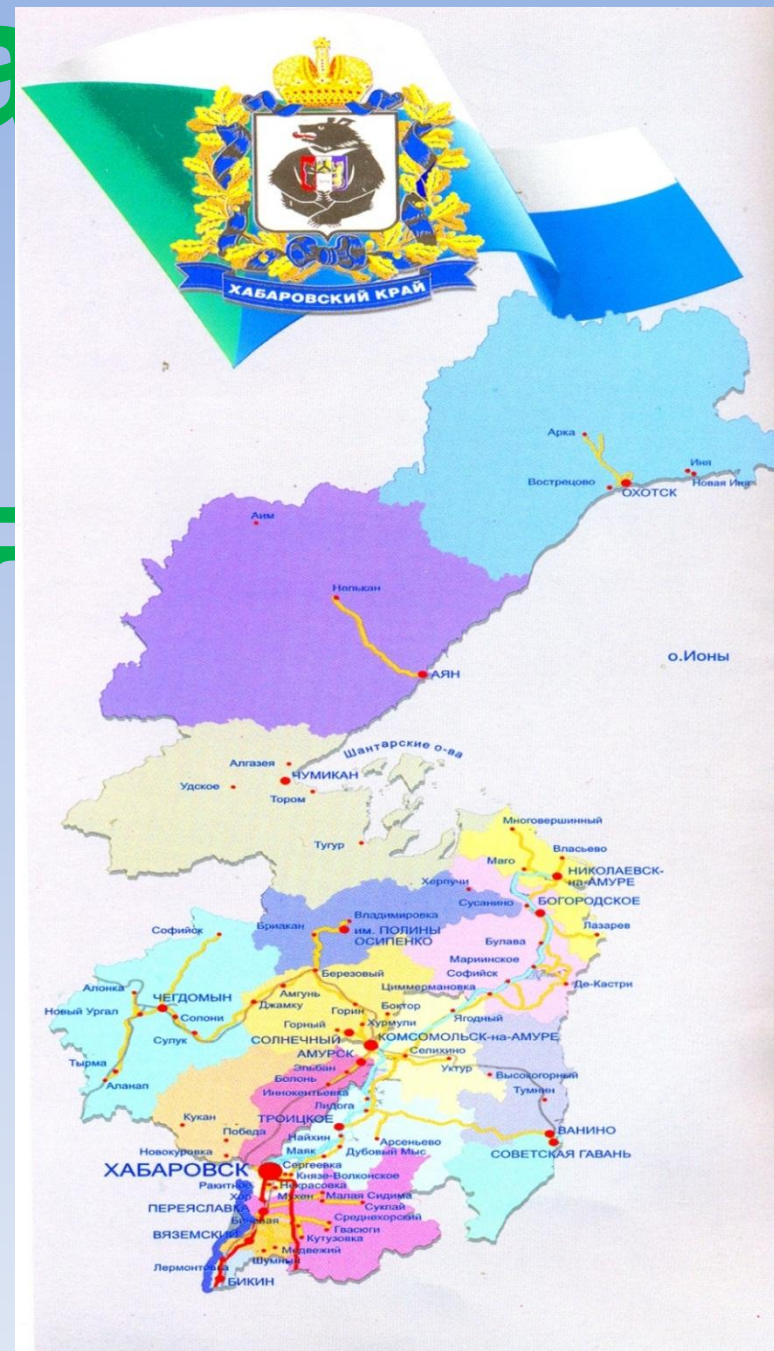 ХАБАРОВСКИЙ КРАЙ
Арка
Иня
Вострецово
Новая Иня
ОХОТСК
Аим
Нелькан
о.Ионы
АЯН
Шантарские о-ва
Алгазея
ЧУМИКАН
Удское
Тором
Тугур
Многовершинный
Власьево
Маго
НИКОЛАЕВСК-
на-АМУРЕ
Херпучи
Сусанино
БОГОРОДСКОЕ
Владимировка
Бриакан
им. ПОЛИНЫ
ОСИПЕНКО
Лазарев
Софийск
Булава
Мариинское
Березовый
Софийск
Циммермановка
Де-Кастри
Алонка
Амгунь
ЧЕГДОМЫН
Джамку
Горин
Боктор
Новый Ургал
Солони
Ягодный
Горный
Хурмули
Сулук
СОЛНЕЧНЫЙ
КОМСОМОЛЬСК-на-АМУРЕ
АМУРСК
Селихино
Тырма
Эльбан
Уктур
Высокогорный
Аланап
Болонь
Иннокентьевка
Тумнин
Лидога
Кукан
ТРОИЦКОЕ
Победа
ВАНИНО
Найхин
Арсеньево
Новокуровка
Маяк
Дубовый Мыс
СОВЕТСКАЯ ГАВАНЬ
ХАБАРОВСК
Сергеевка
Князе-Волконское
Ракитное
Некрасовка
Хор
Мухен
Малая Сидима
ПЕРЕЯСЛАВКА
Сукпай
Бичевая
Среднехорский
ВЯЗЕМСКИЙ
Гвасюги
Кутузовка
Медвежий
Лермонтовка
Шумный
БИКИН